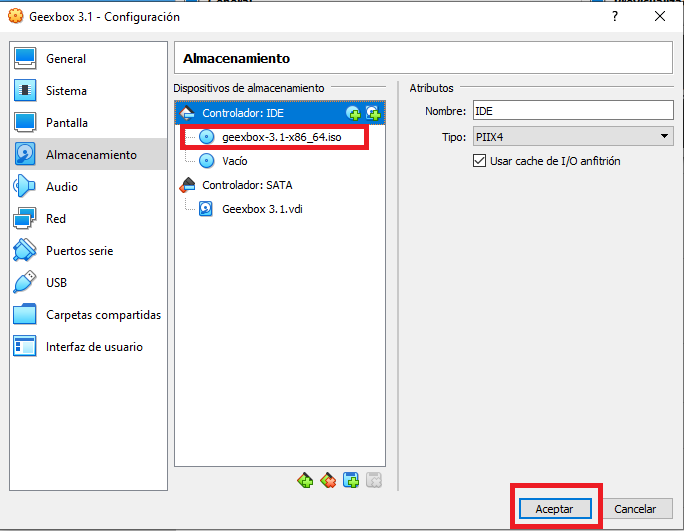 Geexbox 3.1 - Configuración
General
Sistema
Pantalla
Almacenamiento
Audio
Red
Puertos serie
USB
Carpetas compartidas
Interfaz de usuario
Almacenamiento
Dispositivos de almacenamiento
Controlador: IDE
geexbox-3.1-x86_64.iso
Vacío
Controlador: SATA
Geexbox 3.1.vdi
Atributos
Nombre: IDE
Tipo: PIIX4
Usar cache de I/O anfitrión
Aceptar
Cancelar